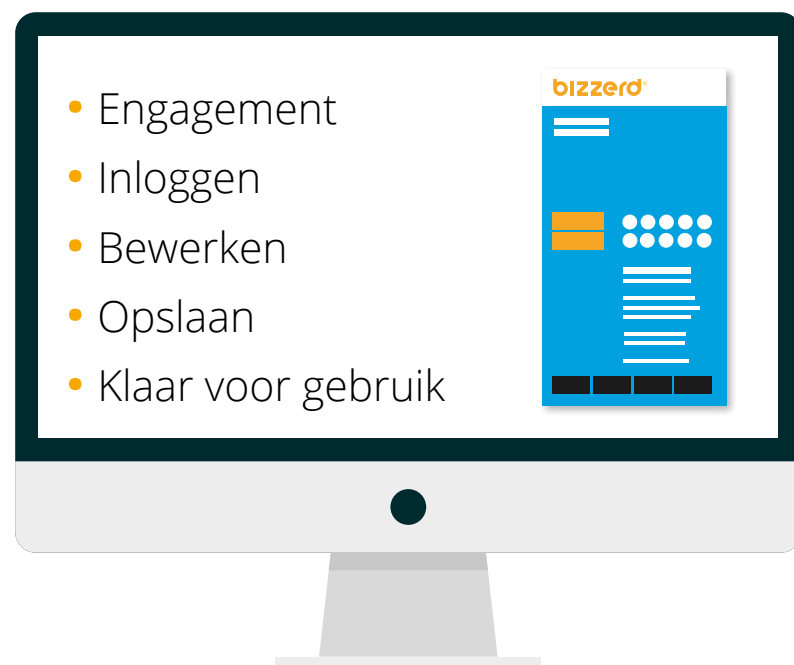 • Engagement
• Inloggen
• Bewerken
• Opslaan
• Klaar voor gebruik
bizzerd®